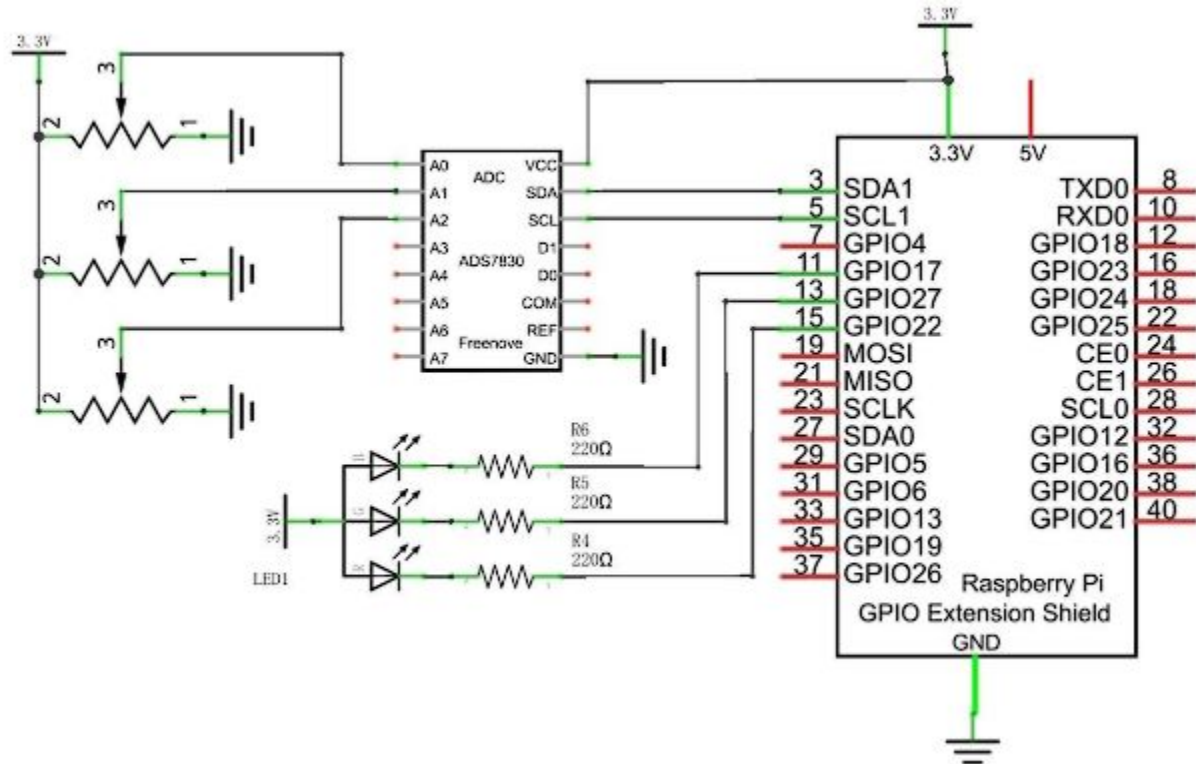 3.3V
3
2
1
3
2
1
3
2
1
A0
A1
A2
A3
A4
A5
A6
A7
ADC
ADS7830
Freenove
VCC
SDA
SCL
D1
D0
COM
REF
GND
R6
220Ω
R5
220Ω
R4
220Ω
3.3V
G
R
LED1
3.3V
3.3V
5V
3 SDA1
5 SCL1
7 GPIO4
11 GPIO17
13 GPIO27
15 GPIO22
19 MOSI
21 MISO
23 SCLK
27 SDA0
29 GPIO5
31 GPIO6
33 GPIO13
35 GPIO19
37 GPIO26
TXD0 8
RXD0 10
GPIO18 12
GPIO23 16
GPIO24 18
GPIO25 22
CE0 24
CE1 26
SCL0 28
GPIO12 32
GPIO16 36
GPIO20 38
GPIO21 40
Raspberry Pi
GPIO Extension Shield
GND